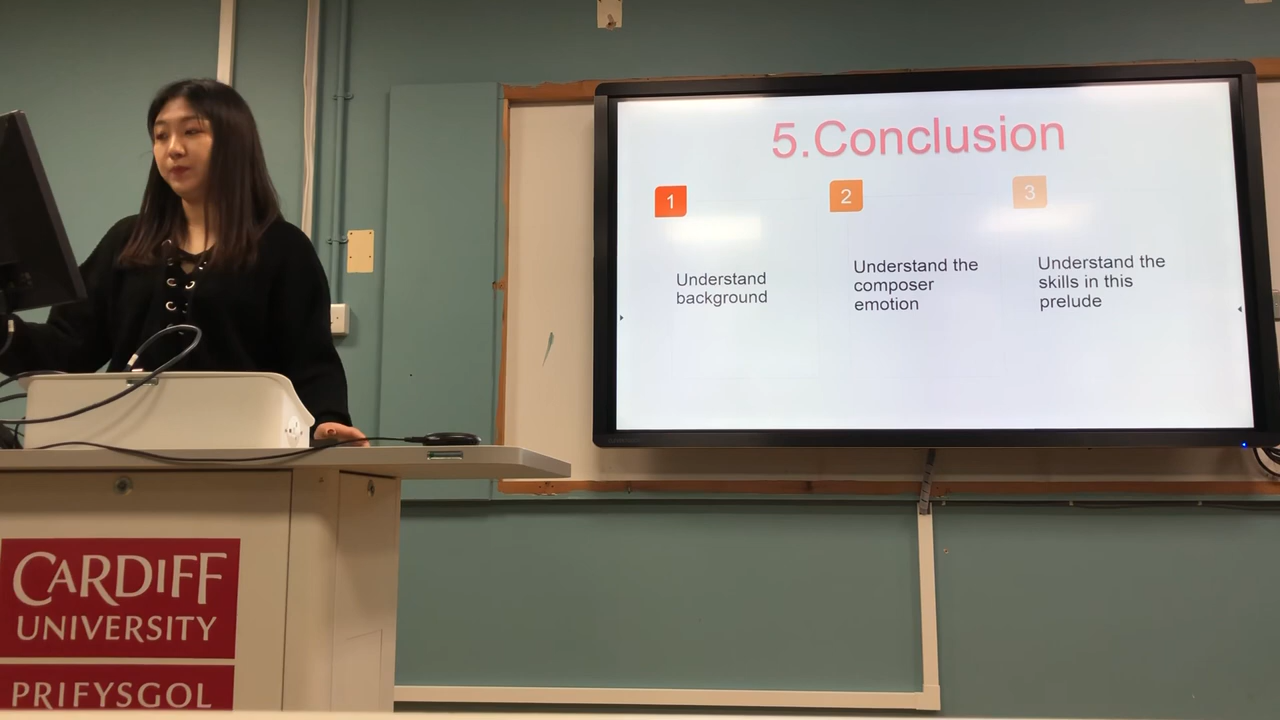 5.Conclusion
1
2
3
Understand
background
Understand the
composer
emotion
Understand the
skills in this
prelude
CARDIFF
UNIVERSITY
PRIFYSGOL